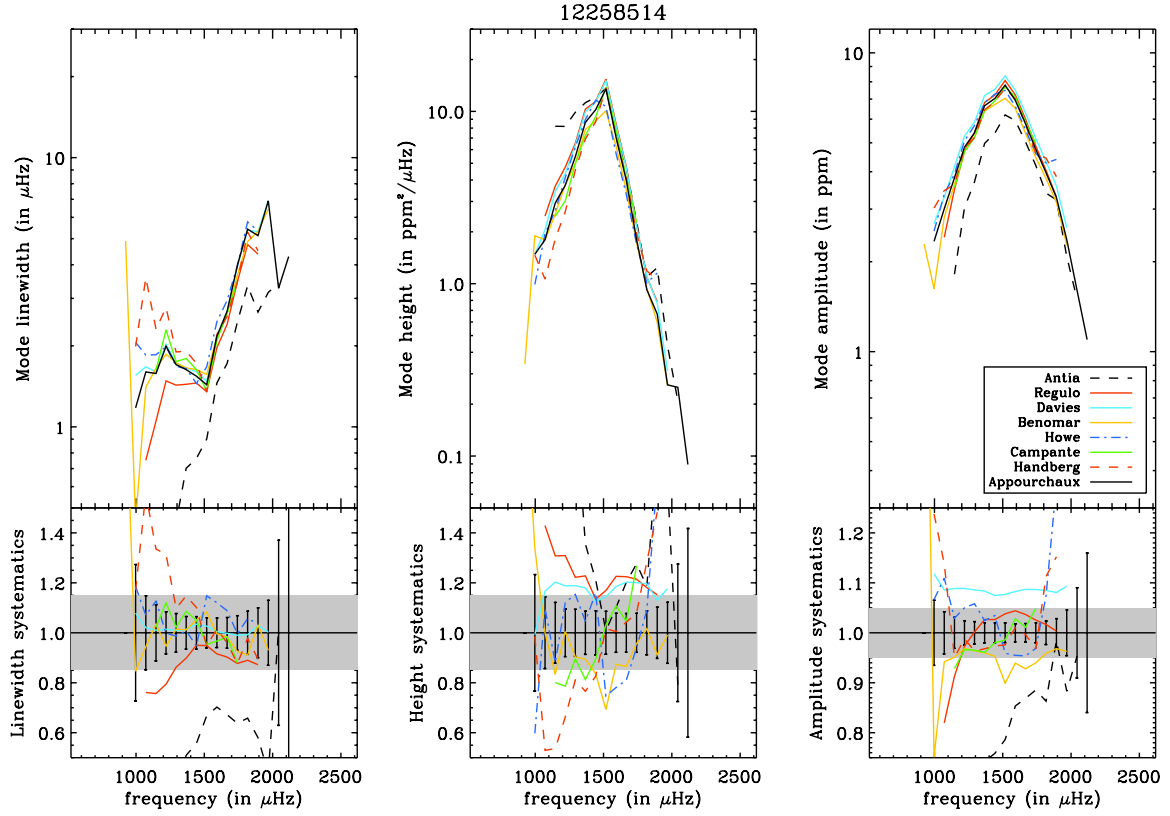 12258514
10
1
Mode linewidth (in μHz)
10.0
1.0
0.1
Mode height (in ppm²/μHz)
10
1
Mode amplitude (in ppm)
Antia
Regulo
Davies
Benomar
Howe
Campante
Handberg
Appourchaux
1.4
1.2
1.0
0.8
0.6
Linewidth systematics
1000 1500 2000 2500
frequency (in μHz)
1.4
1.2
1.0
0.8
0.6
Height systematics
1000 1500 2000 2500
frequency (in μHz)
1.2
1.1
1.0
0.9
0.8
Amplitude systematics
1000 1500 2000 2500
frequency (in μHz)